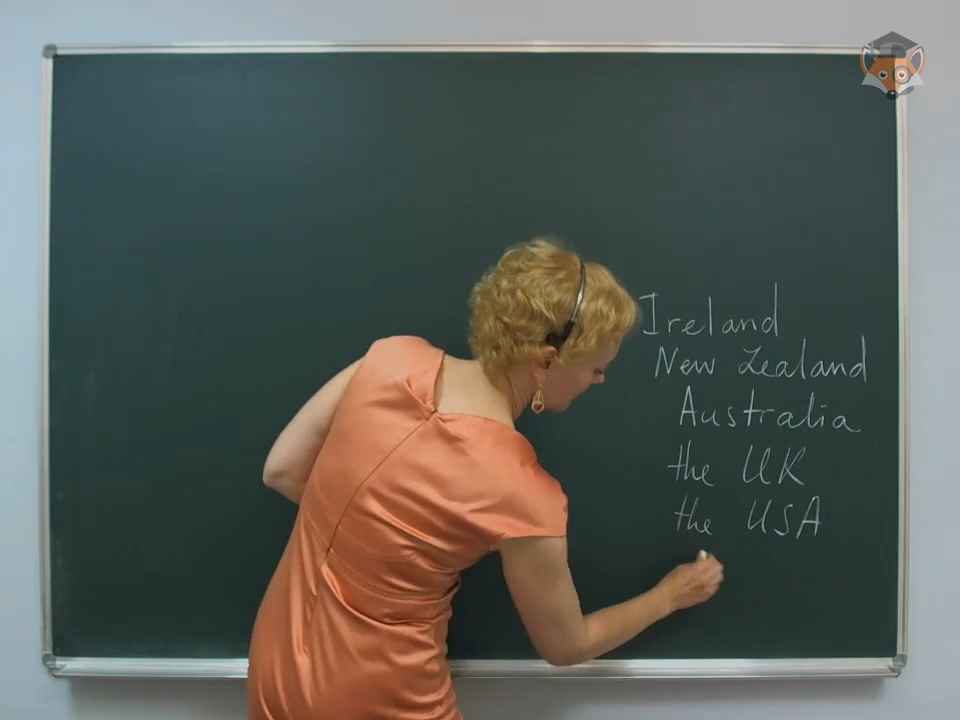 Ireland
New Zealand
Australia
the UK
the USA